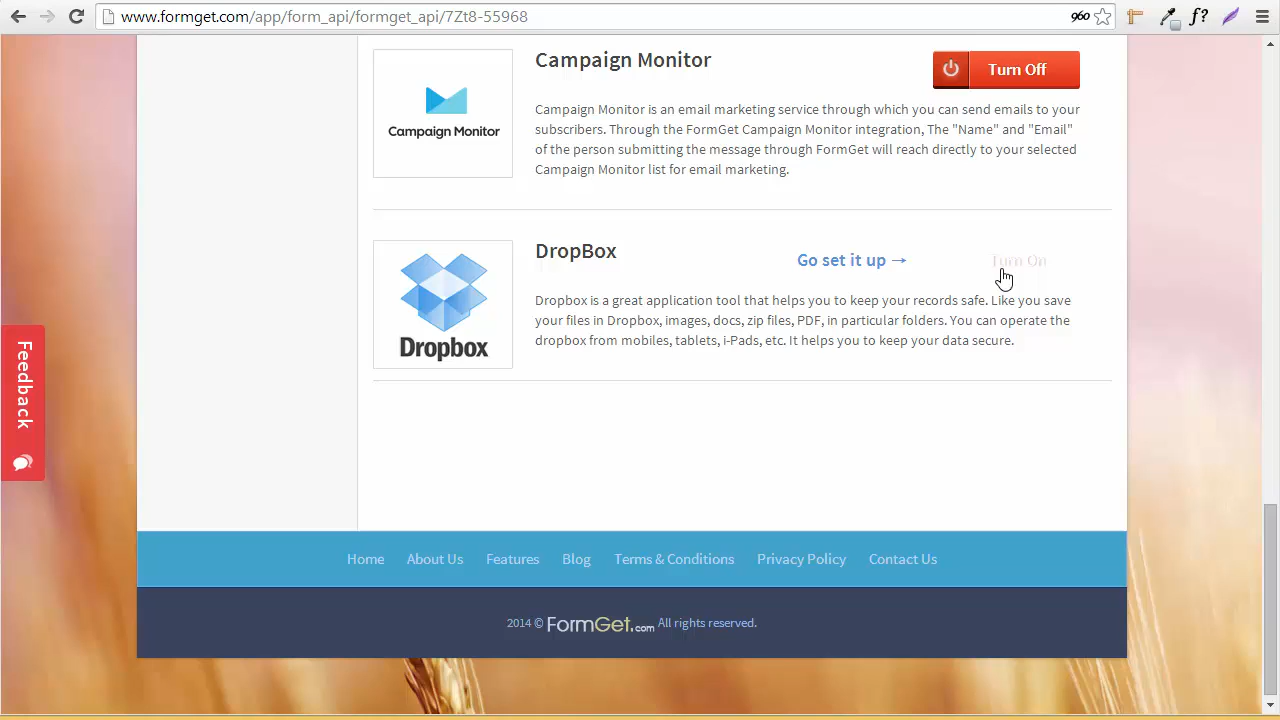 www.formget.com/app/form_api/formget_api/7Zt8-55968
960
f?
Campaign Monitor
Turn Off
Campaign Monitor
Campaign Monitor is an email marketing service through which you can send emails to your
subscribers. Through the FormGet Campaign Monitor integration, The "Name" and "Email"
of the person submitting the message through FormGet will reach directly to your selected
Campaign Monitor list for email marketing.
DropBox
Go set it up →
Turn On
Dropbox
Dropbox is a great application tool that helps you to keep your records safe. Like you save
your files in Dropbox, images, docs, zip files, PDF, in particular folders. You can operate the
dropbox from mobiles, tablets, i-Pads, etc. It helps you to keep your data secure.
Feedback
Home About Us Features Blog Terms & Conditions Privacy Policy Contact Us
2014 © FormGet.com All rights reserved.